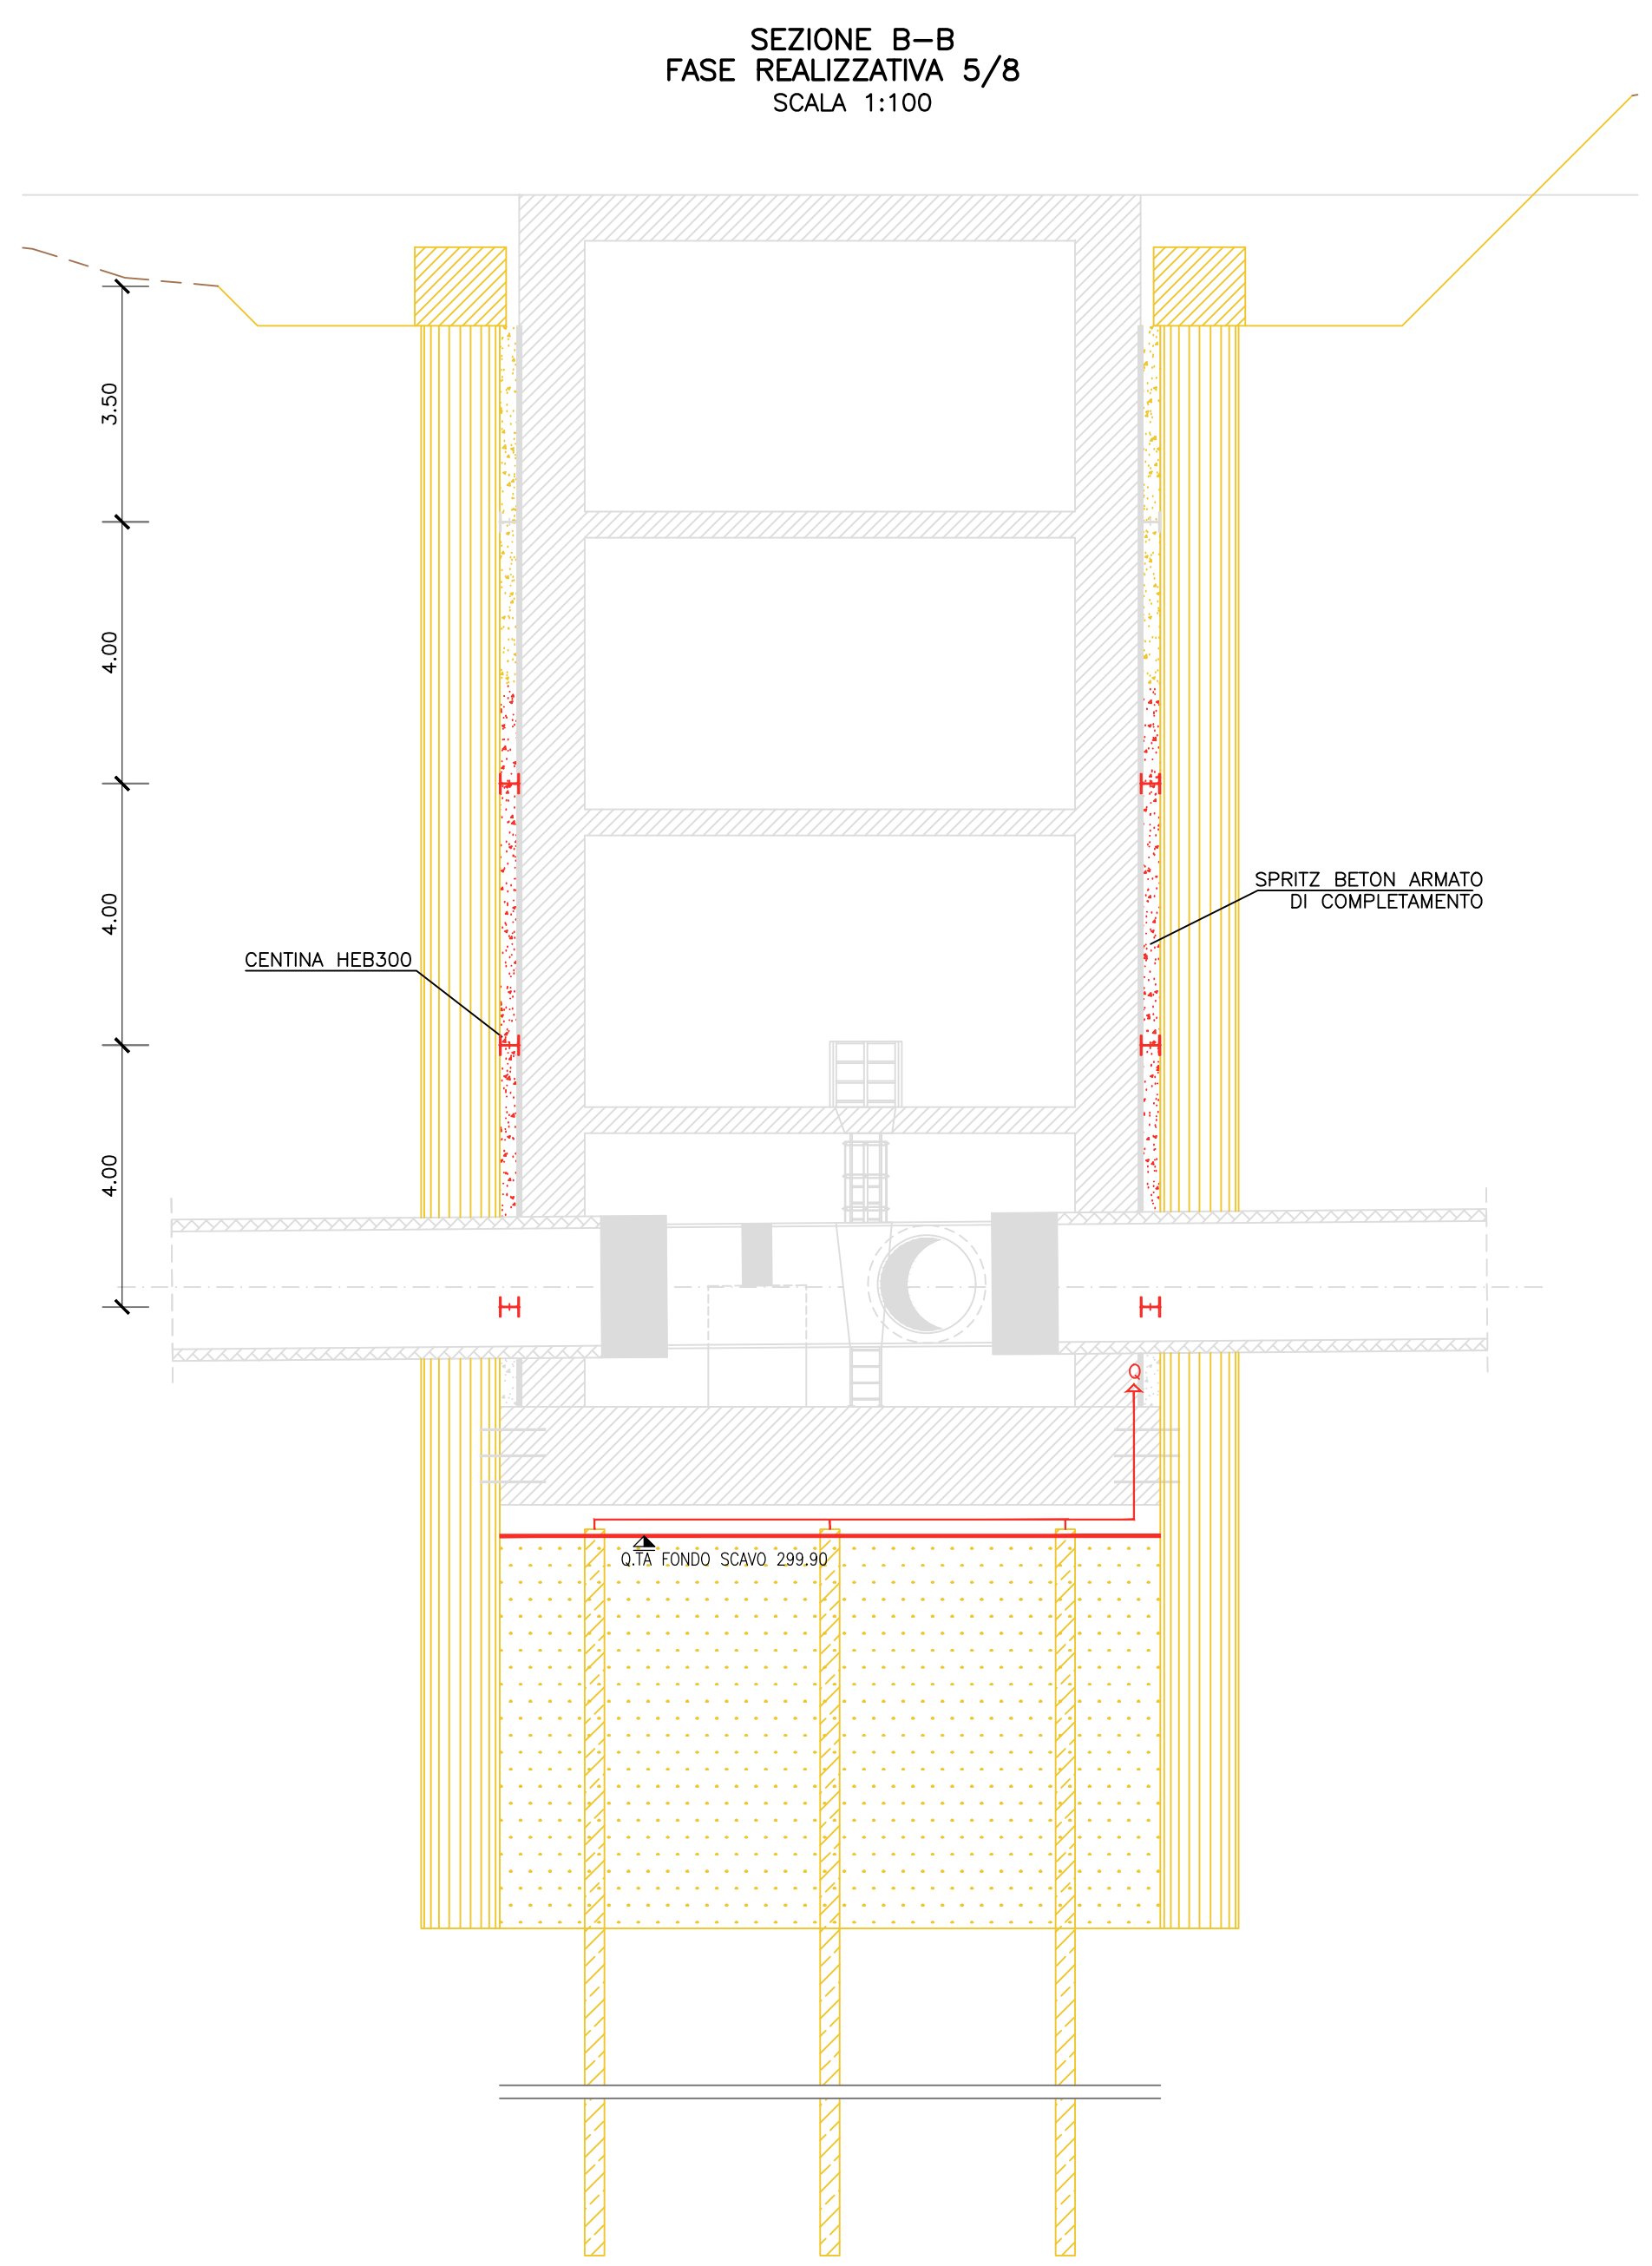 SEZIONE B-B
FASE REALIZZATIVA 5/8
SCALA 1:100
3.50
4.00
SPRITZ BETON ARMATO
DI COMPLETAMENTO
4.00
CENTINA HEB300
4.00
Q
Q.TA FONDO SCAVO 299.90